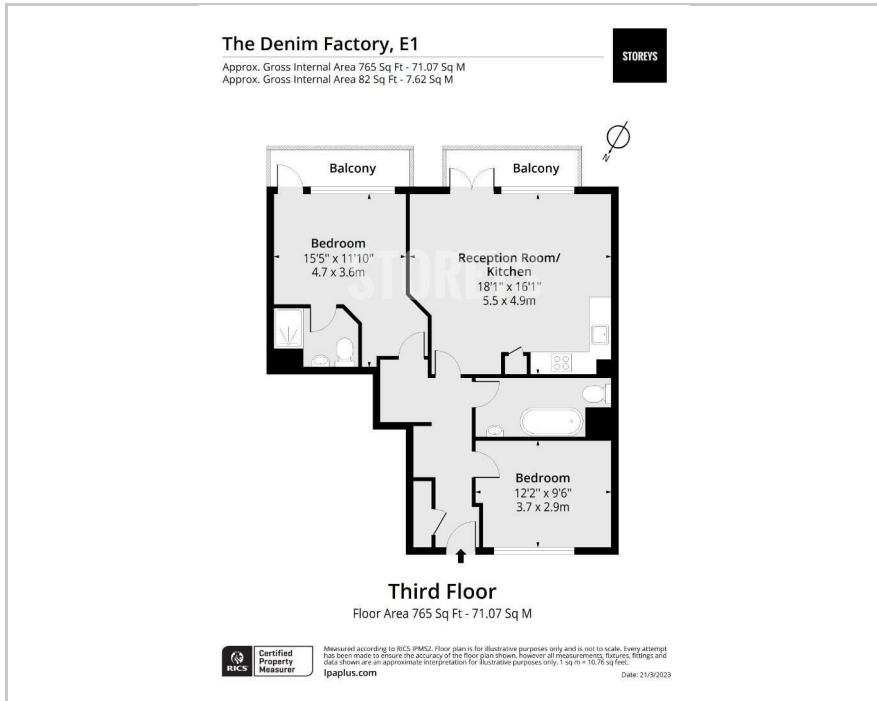 The Denim Factory, E1
Approx. Gross Internal Area 765 Sq Ft - 71.07 Sq M
Approx. Gross Internal Area 82 Sq Ft - 7.62 Sq M
STOREYS
N
Balcony
Balcony
Bedroom
15'5" x 11'10"
4.7 x 3.6m
Reception Room/
Kitchen
18'1" x 16'1"
5.5 x 4.9m
STOREYS
Bedroom
12'2" x 9'6"
3.7 x 2.9m
Third Floor
Floor Area 765 Sq Ft - 71.07 Sq M
RICS
Certified
Property
Measurer
Measured according to RICS IPMS2. Floor plan is for illustrative purposes only and is not to scale. Every attempt
has been made to ensure the accuracy of the floor plan shown, however all measurements, fixtures, fittings and
data shown are an approximate interpretation for illustrative purposes only. 1 sq m = 10.76 sq feet.
lpaplus.com
Date: 21/3/2023